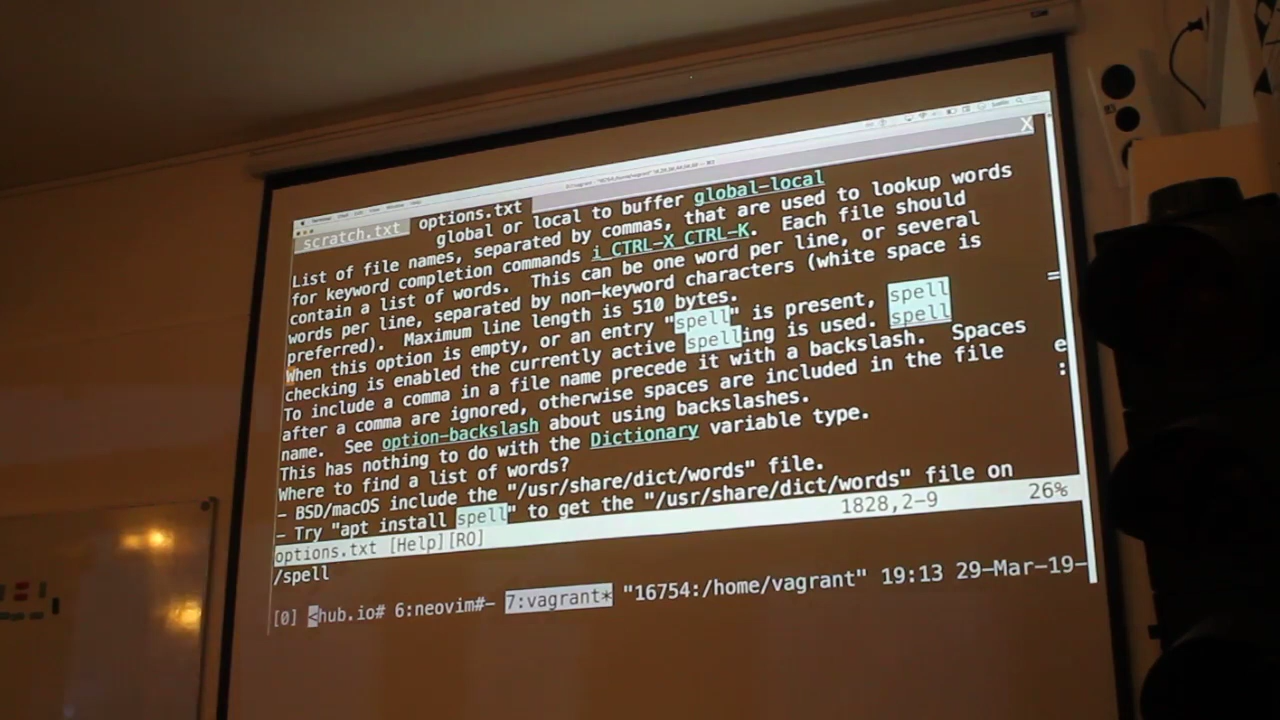 scratch.txt options.txt X
global or local to buffer global-local
List of file names, separated by commas, that are used to lookup words
for keyword completion commands i_CTRL-X_CTRL-K. Each file should
contain a list of words. This can be one word per line, or several
words per line, separated by non-keyword characters (white space is
preferred). Maximum line length is 510 bytes.
When this option is empty, or an entry "spell" is present, spell
checking is enabled the currently active spelling is used. spell
To include a comma in a file name precede it with a backslash. Spaces
after a comma are ignored, otherwise spaces are included in the file
name. See option-backslash about using backslashes.
This has nothing to do with the Dictionary variable type.
Where to find a list of words?
- BSD/macOS include the "/usr/share/dict/words" file.
- Try "apt install spell" to get the "/usr/share/dict/words" file on
options.txt [Help][RO] 1828,2-9 26%
/spell
[0] <hub.io# 6:neovim#- 7:vagrant* "16754:/home/vagrant" 19:13 29-Mar-19-